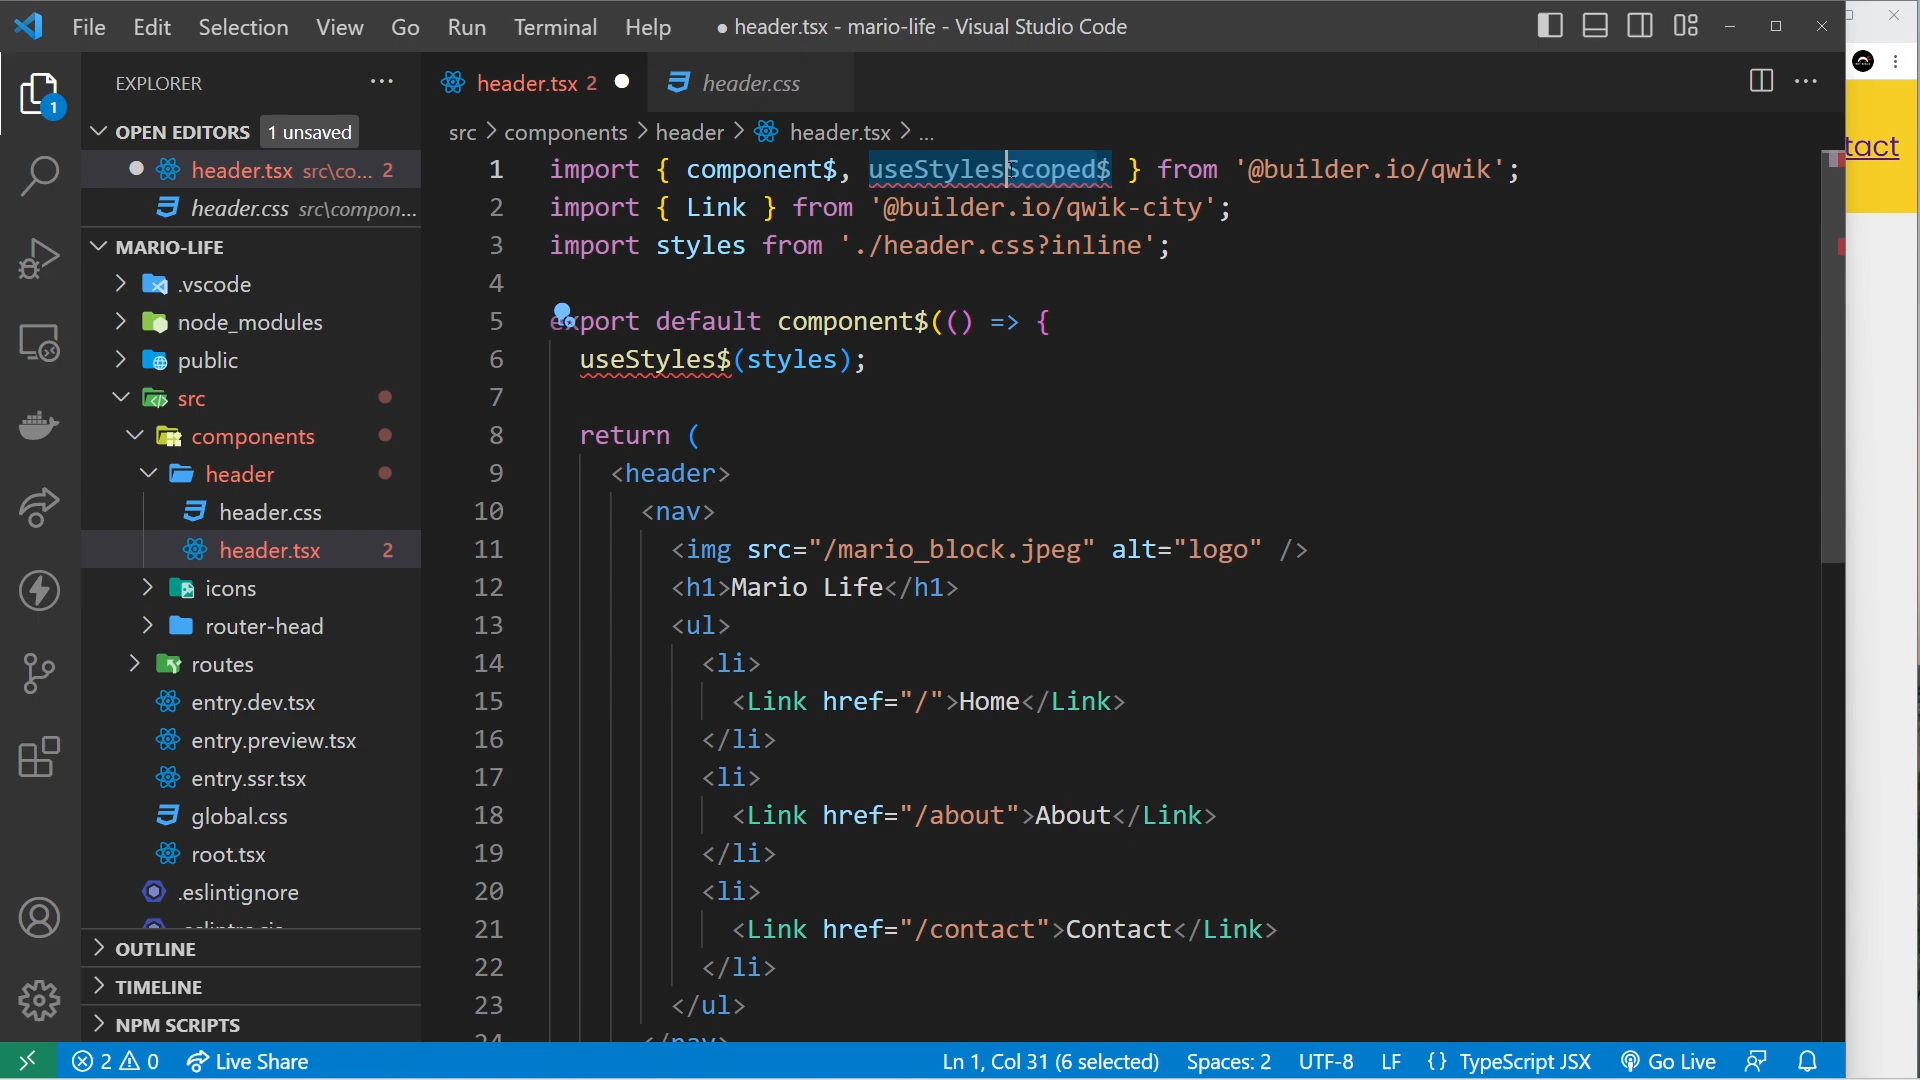 File Edit Selection View Go Run Terminal Help
● header.tsx - mario-life - Visual Studio Code
EXPLORER
OPEN EDITORS 1 unsaved
header.tsx src\co... 2
header.css src\compon...
MARIO-LIFE
.vscode
node_modules
public
src
components
header
header.css
header.tsx 2
icons
router-head
routes
entry.dev.tsx
entry.preview.tsx
entry.ssr.tsx
global.css
root.tsx
.eslintignore
OUTLINE
TIMELINE
NPM SCRIPTS
header.tsx 2
header.css
src > components > header > header.tsx > ...
1 import { component$, useStylesScoped$ } from '@builder.io/qwik';
2 import { Link } from '@builder.io/qwik-city';
3 import styles from './header.css?inline';
4
5 export default component$(() => {
6 useStyles$(styles);
7
8 return (
9 <header>
10 <nav>
11 <img src="/mario_block.jpeg" alt="logo" />
12 <h1>Mario Life</h1>
13 <ul>
14 <li>
15 <Link href="/">Home</Link>
16 </li>
17 <li>
18 <Link href="/about">About</Link>
19 </li>
20 <li>
21 <Link href="/contact">Contact</Link>
22 </li>
23 </ul>
24 </nav>
tact
1
2 0 Live Share
Ln 1, Col 31 (6 selected) Spaces: 2 UTF-8 LF {} TypeScript JSX Go Live